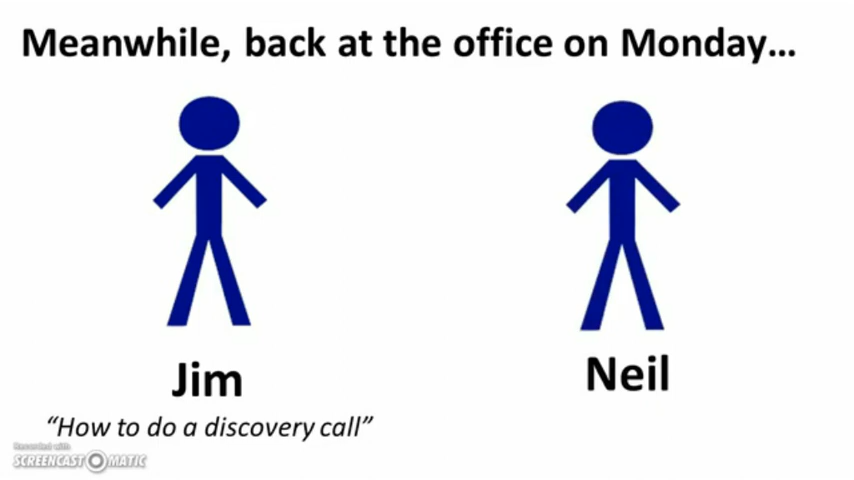 Meanwhile, back at the office on Monday...
Jim
Neil
“How to do a discovery call”
Recorded with
SCREENCAST-O-MATIC